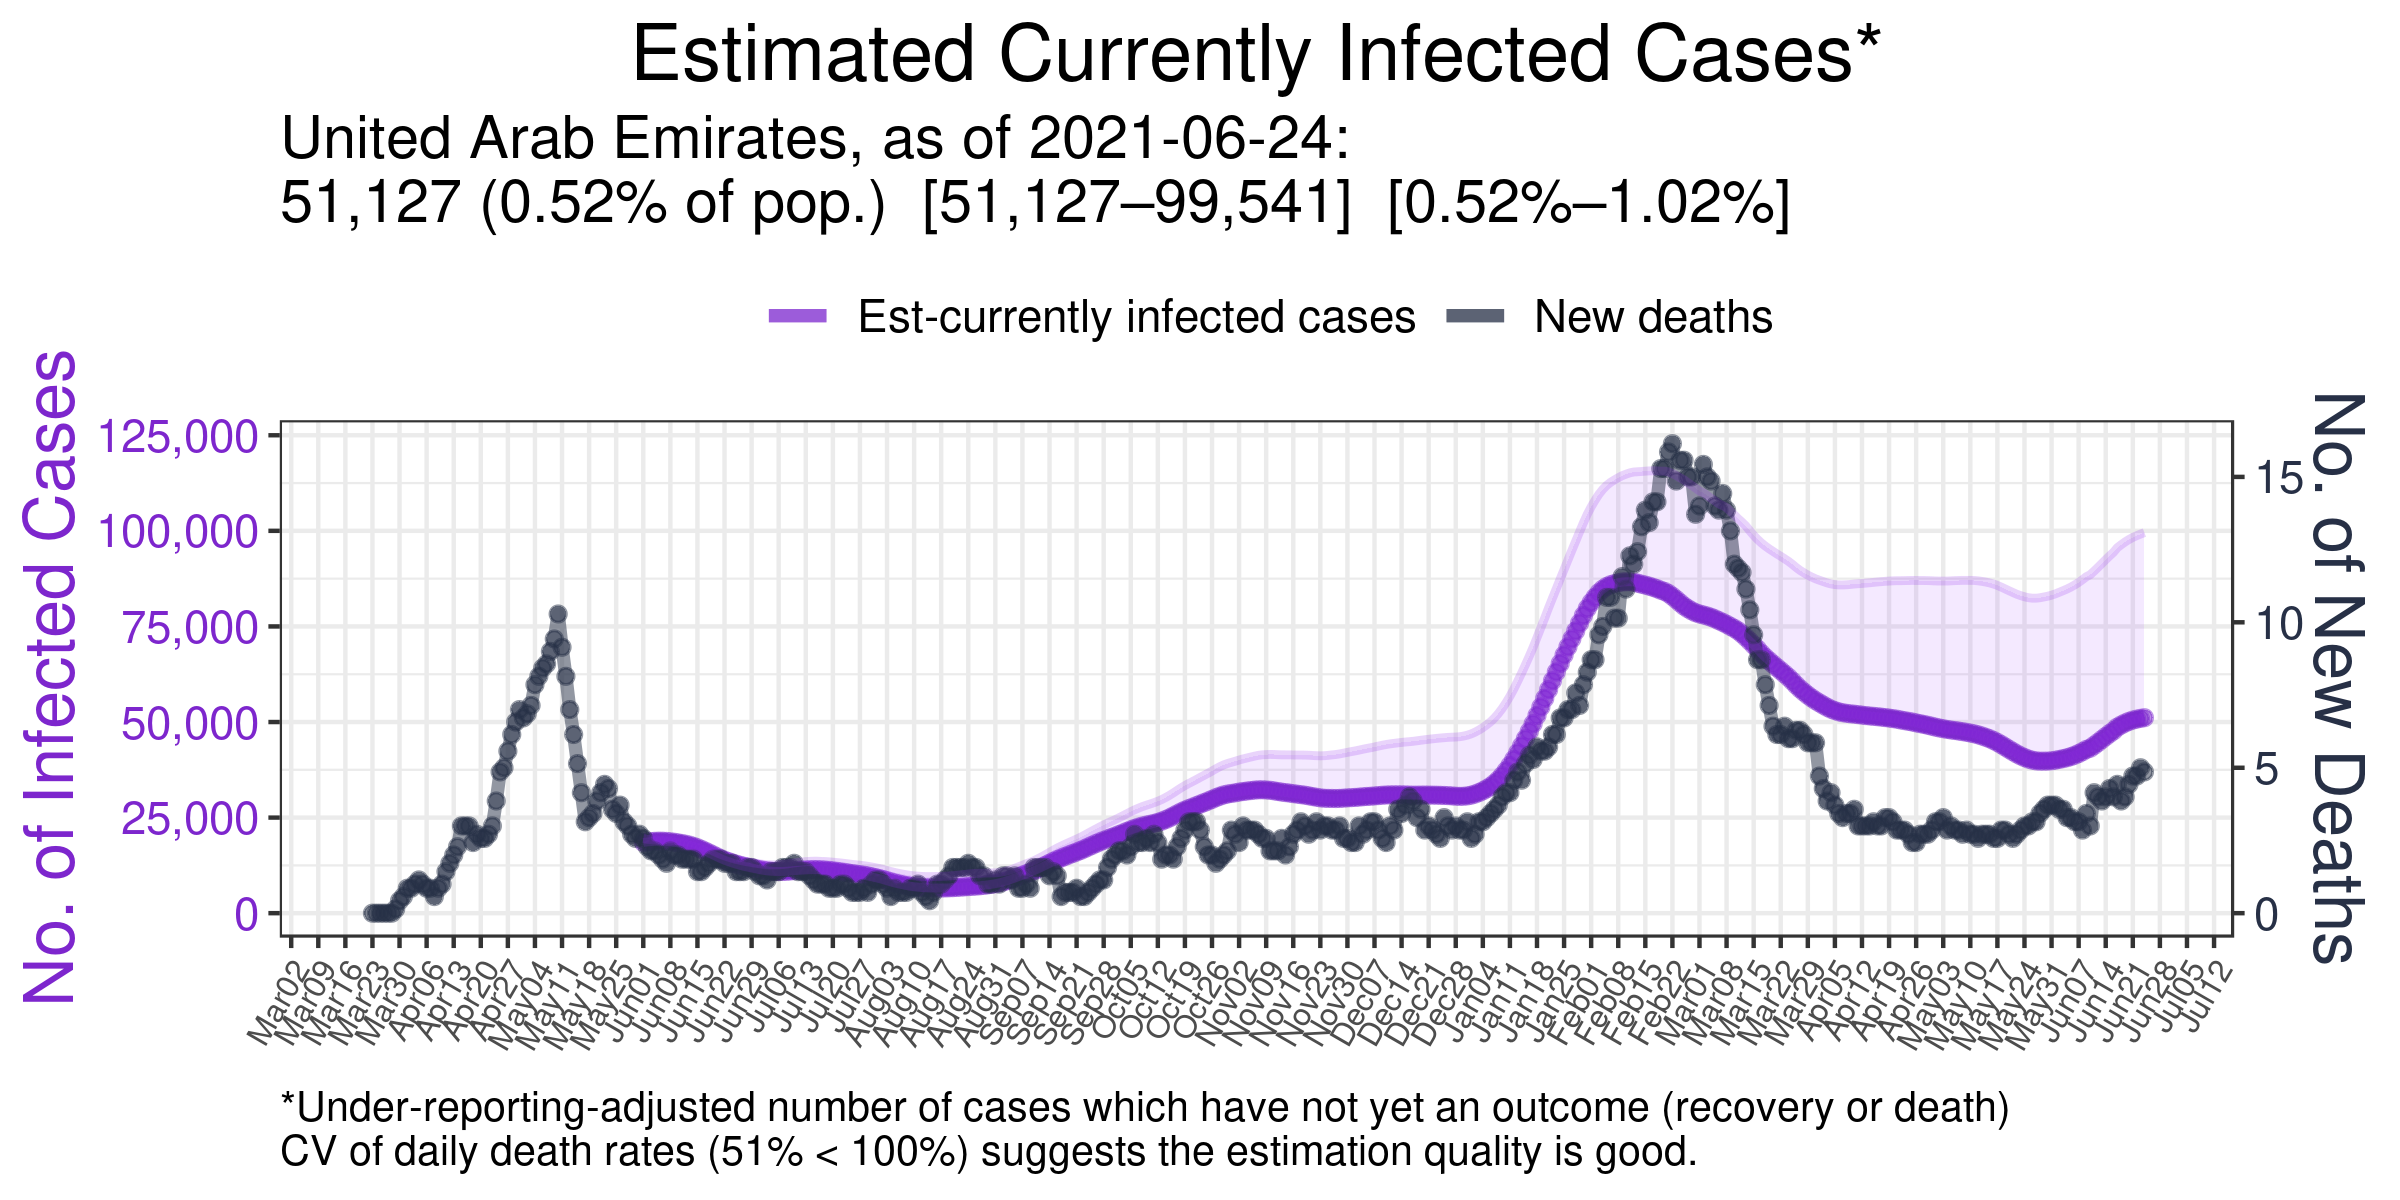 Estimated Currently Infected Cases*
United Arab Emirates, as of 2021-06-24:
51,127 (0.52% of pop.) [51,127–99,541] [0.52%–1.02%]
Est-currently infected cases New deaths
No. of Infected Cases
125,000
100,000
75,000
50,000
25,000
0
15
10
5
0
No. of New Deaths
Mar02 Mar09 Mar16 Mar23 Mar30 Apr06 Apr13 Apr20 Apr27 May04 May11 May18 May25 Jun01 Jun08 Jun15 Jun22 Jun29 Jul06 Jul13 Jul20 Jul27 Aug03 Aug10 Aug17 Aug24 Aug31 Sep07 Sep14 Sep21 Sep28 Oct05 Oct12 Oct19 Oct26 Nov02 Nov09 Nov16 Nov23 Nov30 Dec07 Dec14 Dec21 Dec28 Jan04 Jan11 Jan18 Jan25 Feb01 Feb08 Feb15 Feb22 Mar01 Mar08 Mar15 Mar22 Mar29 Apr05 Apr12 Apr19 Apr26 May03 May10 May17 May24 May31 Jun07 Jun14 Jun21 Jun28 Jul05 Jul12
*Under-reporting-adjusted number of cases which have not yet an outcome (recovery or death)
CV of daily death rates (51% < 100%) suggests the estimation quality is good.